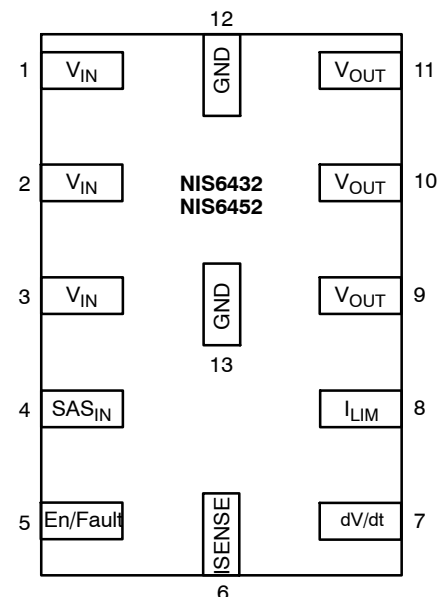 12
1 VIN GND VOUT 11
2 VIN NIS6432 VOUT 10
NIS6452
3 VIN GND VOUT 9
13
4 SASIN ILIM 8
5 En/Fault ISENSE dV/dt 7
6